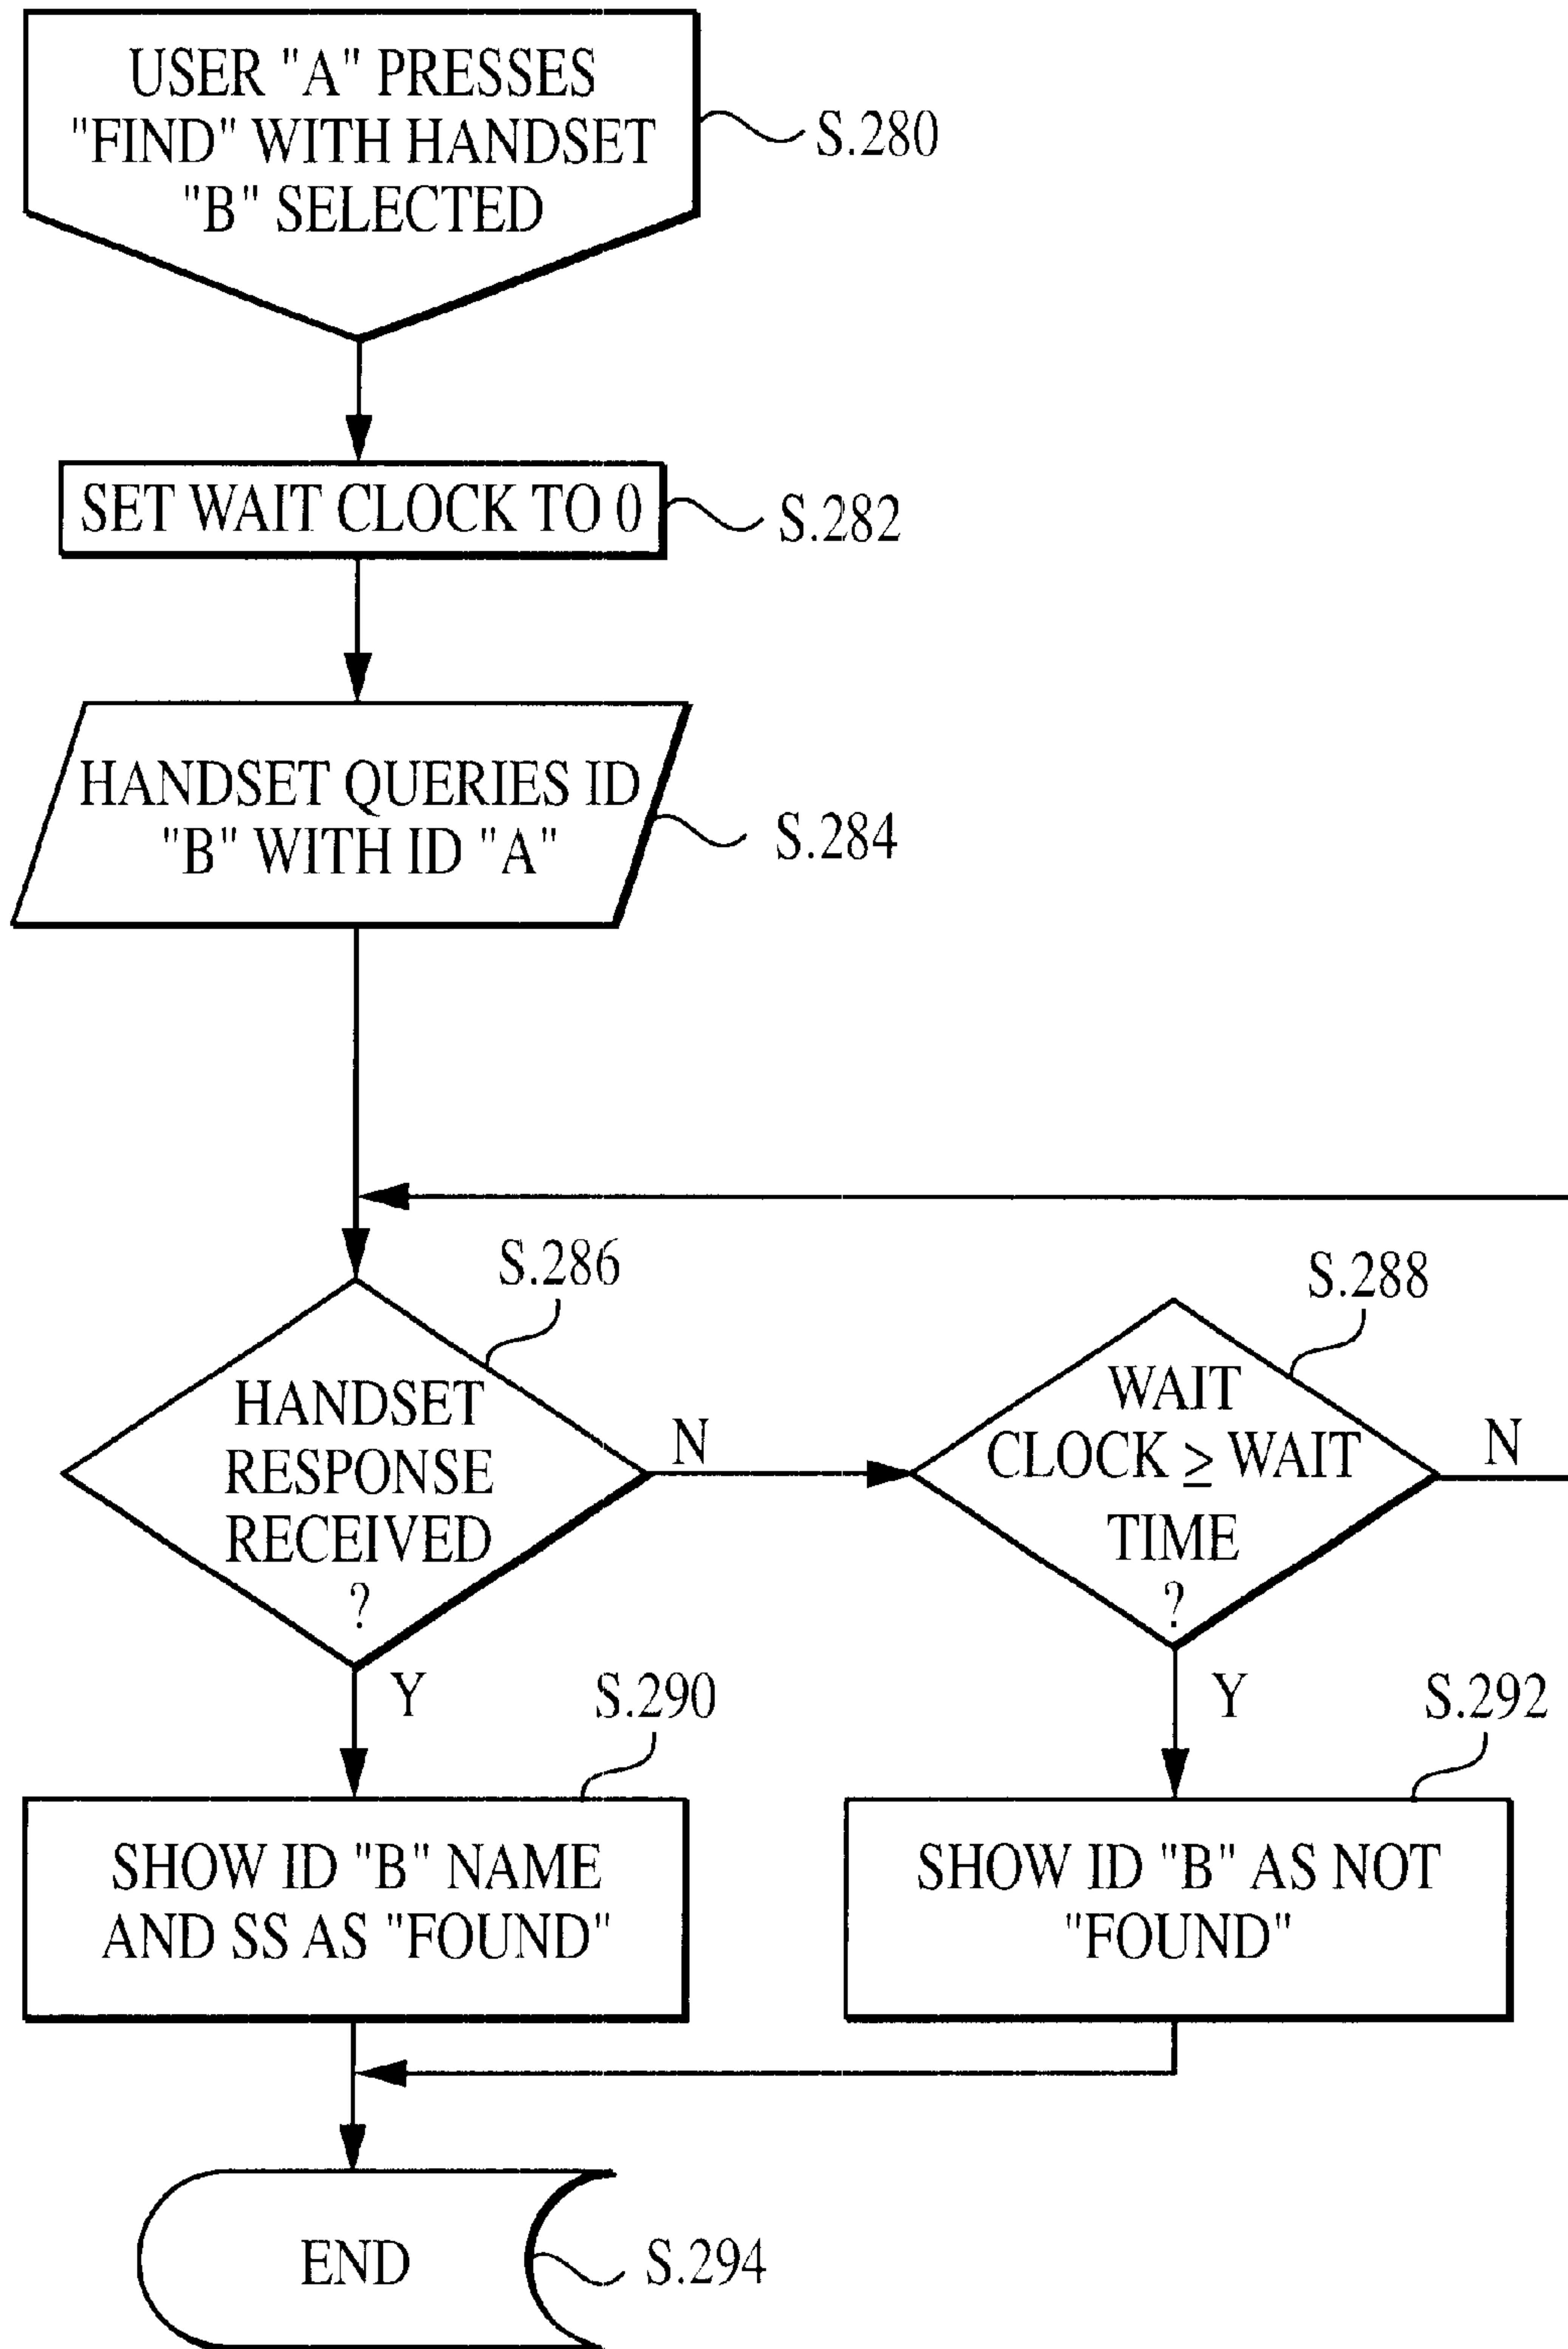 USER "A" PRESSES
"FIND" WITH HANDSET
"B" SELECTED
S.280
SET WAIT CLOCK TO 0
S.282
HANDSET QUERIES ID
"B" WITH ID "A"
S.284
S.286
HANDSET
RESPONSE
RECEIVED
?
N
Y
S.288
WAIT
CLOCK ≥ WAIT
TIME
?
N
Y
S.290
SHOW ID "B" NAME
AND SS AS "FOUND"
S.292
SHOW ID "B" AS NOT
"FOUND"
END
S.294